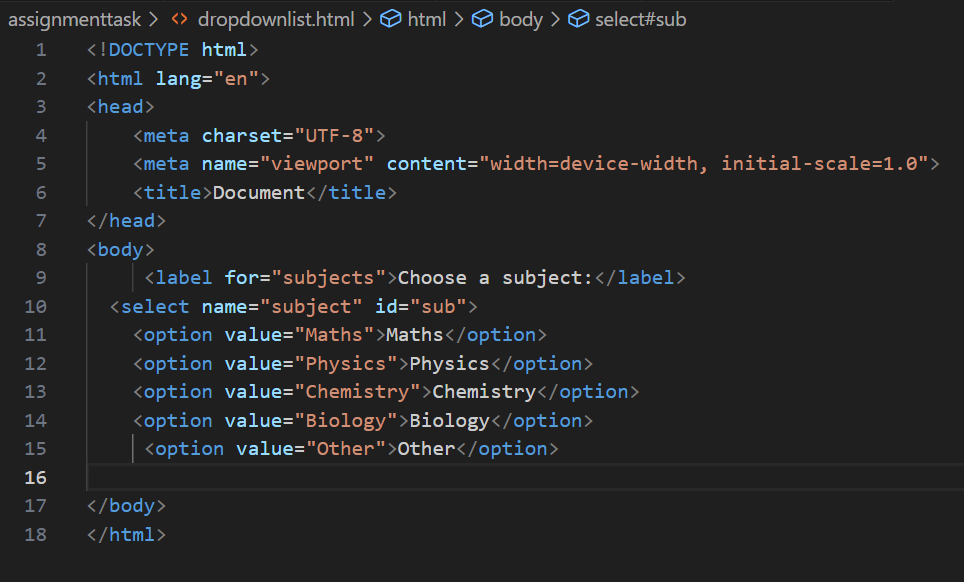 assignmenttask > <> dropdownlist.html > html > body > select#sub
1 <!DOCTYPE html>
2 <html lang="en">
3 <head>
4     <meta charset="UTF-8">
5     <meta name="viewport" content="width=device-width, initial-scale=1.0">
6     <title>Document</title>
7 </head>
8 <body>
9      <label for="subjects">Choose a subject:</label>
10   <select name="subject" id="sub">
11     <option value="Maths">Maths</option>
12     <option value="Physics">Physics</option>
13     <option value="Chemistry">Chemistry</option>
14     <option value="Biology">Biology</option>
15      <option value="Other">Other</option>
16
17 </body>
18 </html>